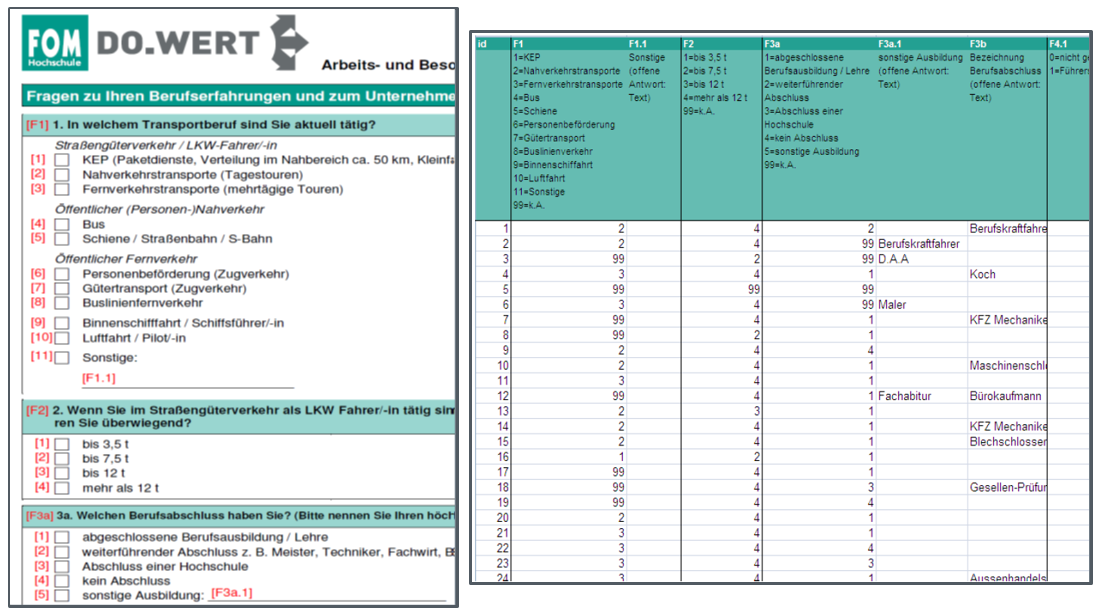 FOM
Hochschule
DO.WERT
Arbeits- und Beso
Fragen zu Ihren Berufserfahrungen und zum Unternehme
[F1] 1. In welchem Transportberuf sind Sie aktuell tätig?
Straßengüterverkehr / LKW-Fahrer/-in
[1] KEP (Paketdienste, Verteilung im Nahbereich ca. 50 km, Kleinfa
[2] Nahverkehrstransporte (Tagestouren)
[3] Fernverkehrstransporte (mehrtägige Touren)
Öffentlicher (Personen-)Nahverkehr
[4] Bus
[5] Schiene / Straßenbahn / S-Bahn
Öffentlicher Fernverkehr
[6] Personenbeförderung (Zugverkehr)
[7] Gütertransport (Zugverkehr)
[8] Buslinienfernverkehr
[9] Binnenschifffahrt / Schiffsführer/-in
[10] Luftfahrt / Pilot/-in
[11] Sonstige:
[F1.1]
[F2] 2. Wenn Sie im Straßengüterverkehr als LKW Fahrer/-in tätig sin
ren Sie überwiegend?
[1] bis 3,5 t
[2] bis 7,5 t
[3] bis 12 t
[4] mehr als 12 t
[F3a] 3a. Welchen Berufsabschluss haben Sie? (Bitte nennen Sie Ihren höch
[1] abgeschlossene Berufsausbildung / Lehre
[2] weiterführender Abschluss z. B. Meister, Techniker, Fachwirt,
[3] Abschluss einer Hochschule
[4] kein Abschluss
[5] sonstige Ausbildung: [F3a.1]
id F1 F1.1 F2 F3a F3a.1 F3b F4.1
1=KEP Sonstige 1=bis 3,5 t 1=abgeschlossene sonstige Ausbildung Bezeichnung 0=nicht ge
2=Nahverkehrstransporte (offene 2=bis 7,5 t Berufsausbildung / Lehre (offene Antwort: Berufsabschluss 1=Führers
3=Fernverkehrstransporte Antwort: 3=bis 12 t 2=weiterführender Text) (offene Antwort:
4=Bus Text) 4=mehr als 12 t Abschluss Text)
5=Schiene 99=k.A. 3=Abschluss einer
6=Personenbeförderung Hochschule
7=Gütertransport 4=kein Abschluss
8=Buslinienverkehr 5=sonstige Ausbildung
9=Binnenschiffahrt 99=k.A.
10=Luftfahrt
11=Sonstige
99=k.A.
1 2 4 2 Berufskraftfahre
2 2 4 99 Berufskraftfahrer
3 99 2 99 D.A.A
4 3 4 1 Koch
5 99 99 99
6 3 4 99 Maler
7 99 4 1 KFZ Mechanike
8 99 2 1
9 2 4 4
10 2 4 1 Maschinenschl
11 3 4 1
12 99 4 1 Fachabitur Bürokaufmann
13 2 3 1
14 2 4 1 KFZ Mechanike
15 2 4 1 Blechschlosser
16 1 2 1
17 99 4 1
18 99 4 3 Gesellen-Prüfun
19 99 4 4
20 2 4 1
21 3 4 1
22 3 4 4
23 3 4 3
24 3 4 1 Aussenhandels